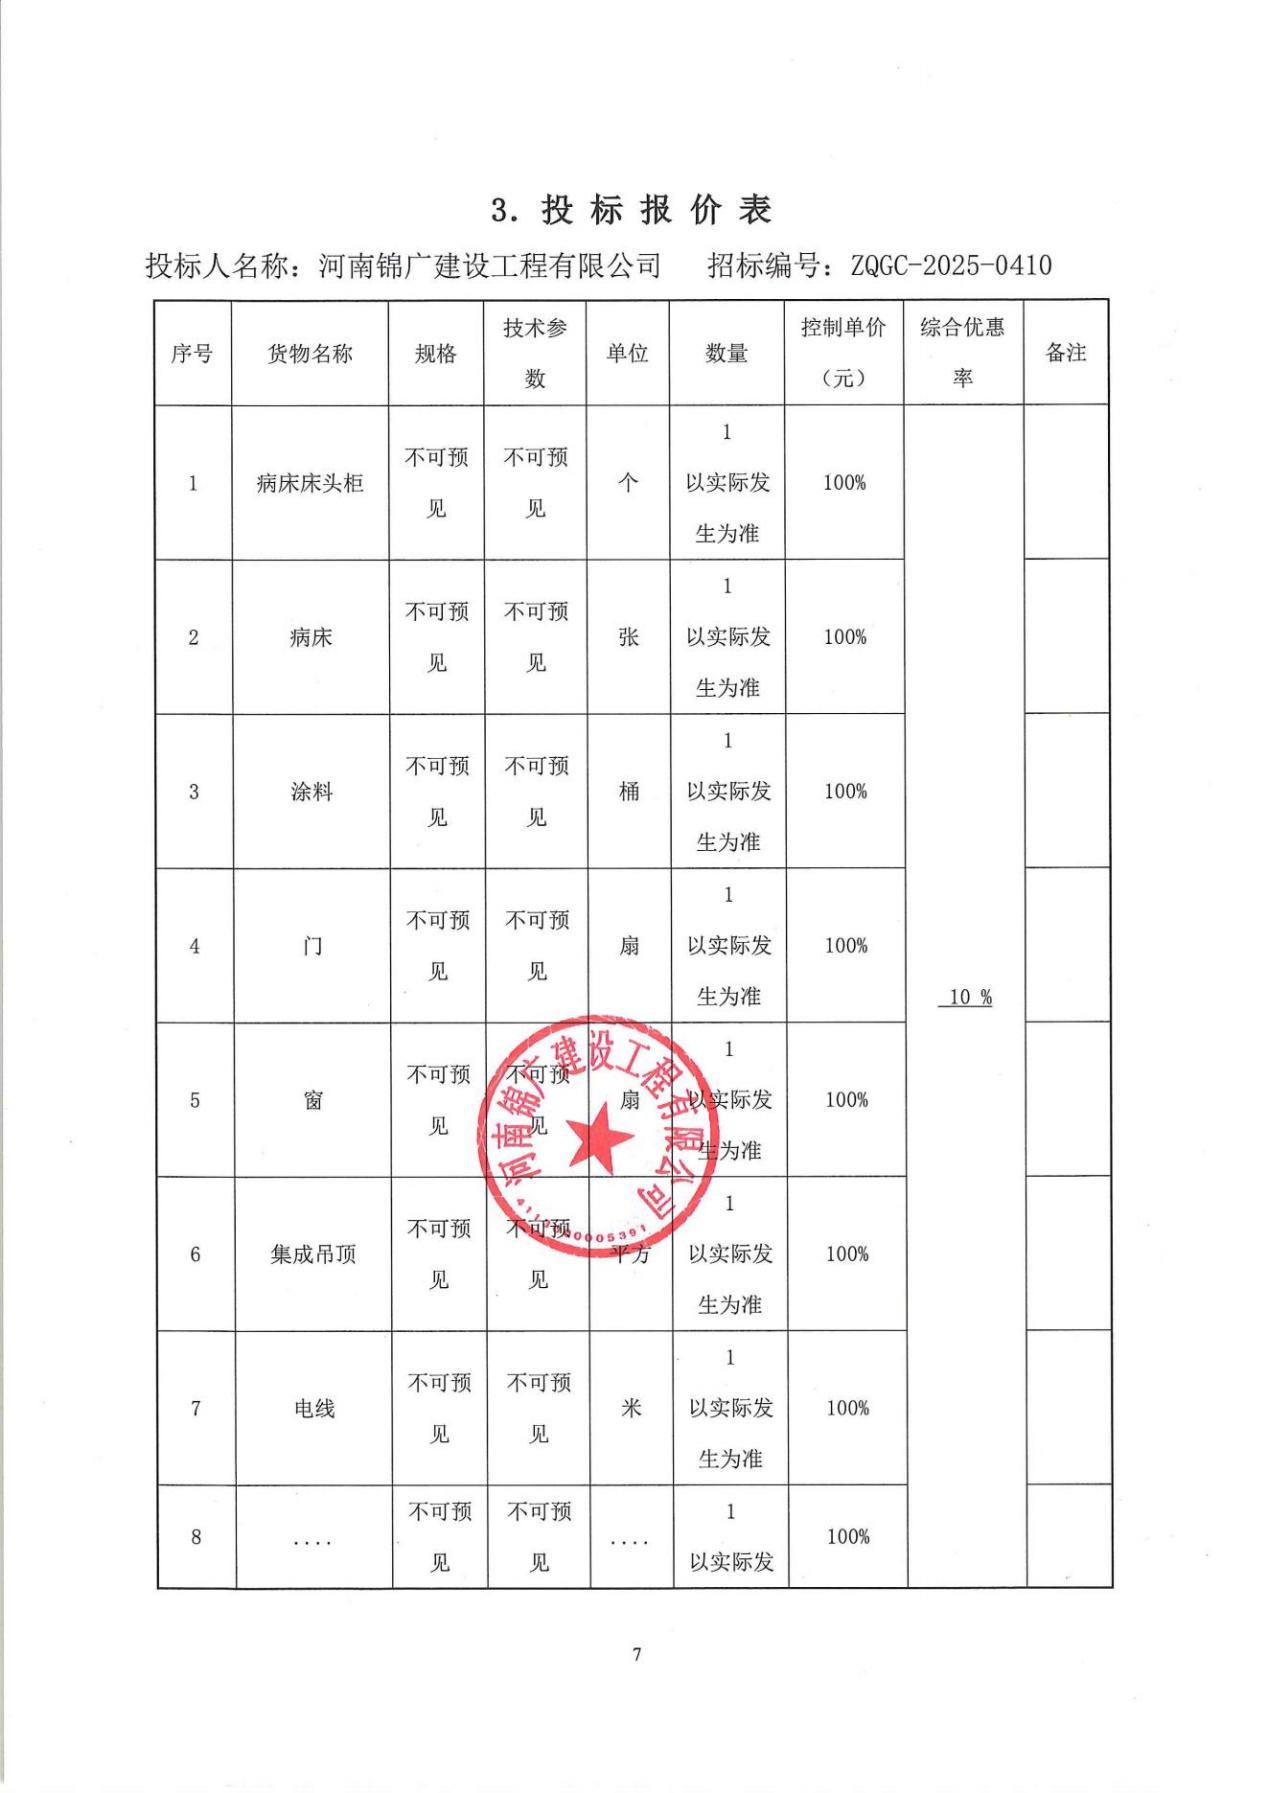 3. 投标报价表
投标人名称：河南锦广建设工程有限公司 招标编号：ZQGC-2025-0410
序号 货物名称 规格 技术参数 单位 数量 控制单价（元） 综合优惠率 备注
1 病床床头柜 不可预见 不可预见 个 1 以实际发生为准 100%
2 病床 不可预见 不可预见 张 1 以实际发生为准 100%
3 涂料 不可预见 不可预见 桶 1 以实际发生为准 100%
4 门 不可预见 不可预见 扇 1 以实际发生为准 100%
10 %
5 窗 不可预见 不可预见 扇 1 以实际发生为准 100%
河南锦广建设工程有限公司
6 集成吊顶 不可预见 不可预见 平方 1 以实际发生为准 100%
7 电线 不可预见 不可预见 米 1 以实际发生为准 100%
8 .... 不可预见 不可预见 .... 1 以实际发 100%
7